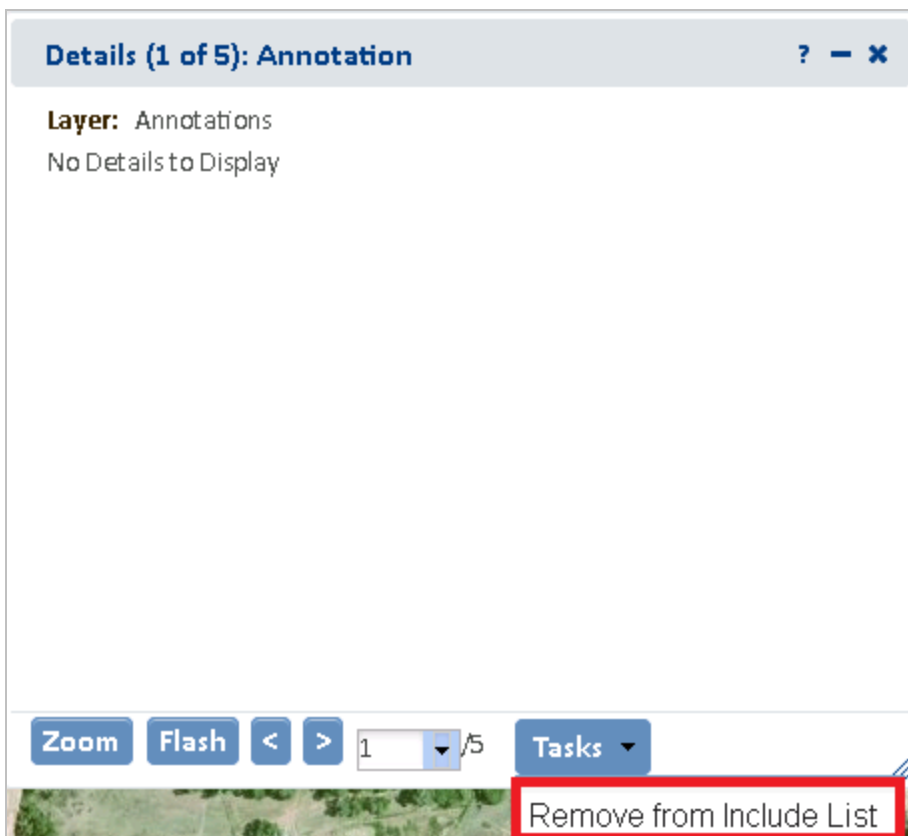 Details (1 of 5): Annotation ? – ×
Layer: Annotations
No Details to Display
Zoom Flash < > 1 /5 Tasks
Remove from Include List